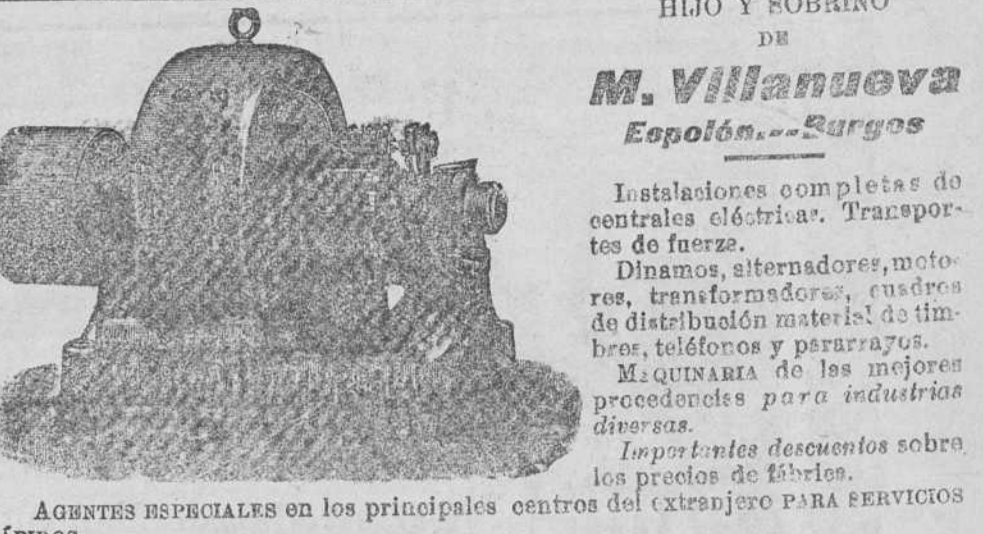 HIJO Y SOBRINO
DE
M. Villanueva
Espolón.--Burgos
Instalaciones completas de
centrales eléctricas. Transpor-
tes de fuerza.
Dinamos, alternadores, moto-
res, transformadores, cuadros
de distribución material de tim-
bres, teléfonos y pararrayos.
MAQUINARIA de las mejores
procedencias para industrias
diversas.
Importantes descuentos sobre
los precios de fábrica.
AGENTES ESPECIALES en los principales centros del extranjero PARA SERVICIOS